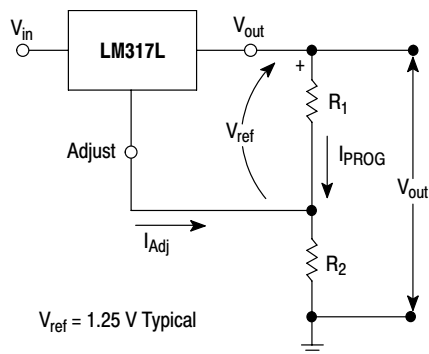 Vin
LM317L
Vout
+
R1
Vref
Adjust
IPROG
Vout
IAdj
R2
Vref = 1.25 V Typical